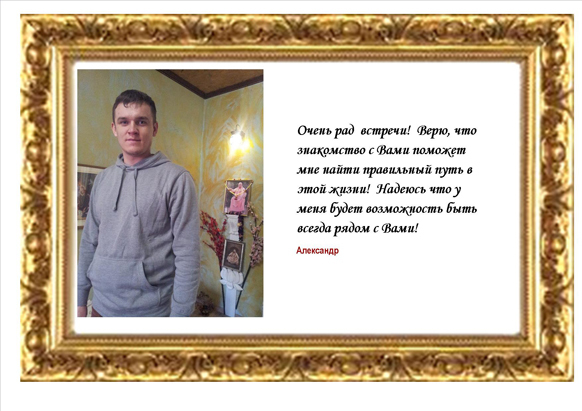 Очень рад встречи! Верю, что
знакомство с Вами поможет
мне найти правильный путь в
этой жизни! Надеюсь что у
меня будет возможность быть
всегда рядом с Вами!
Александр